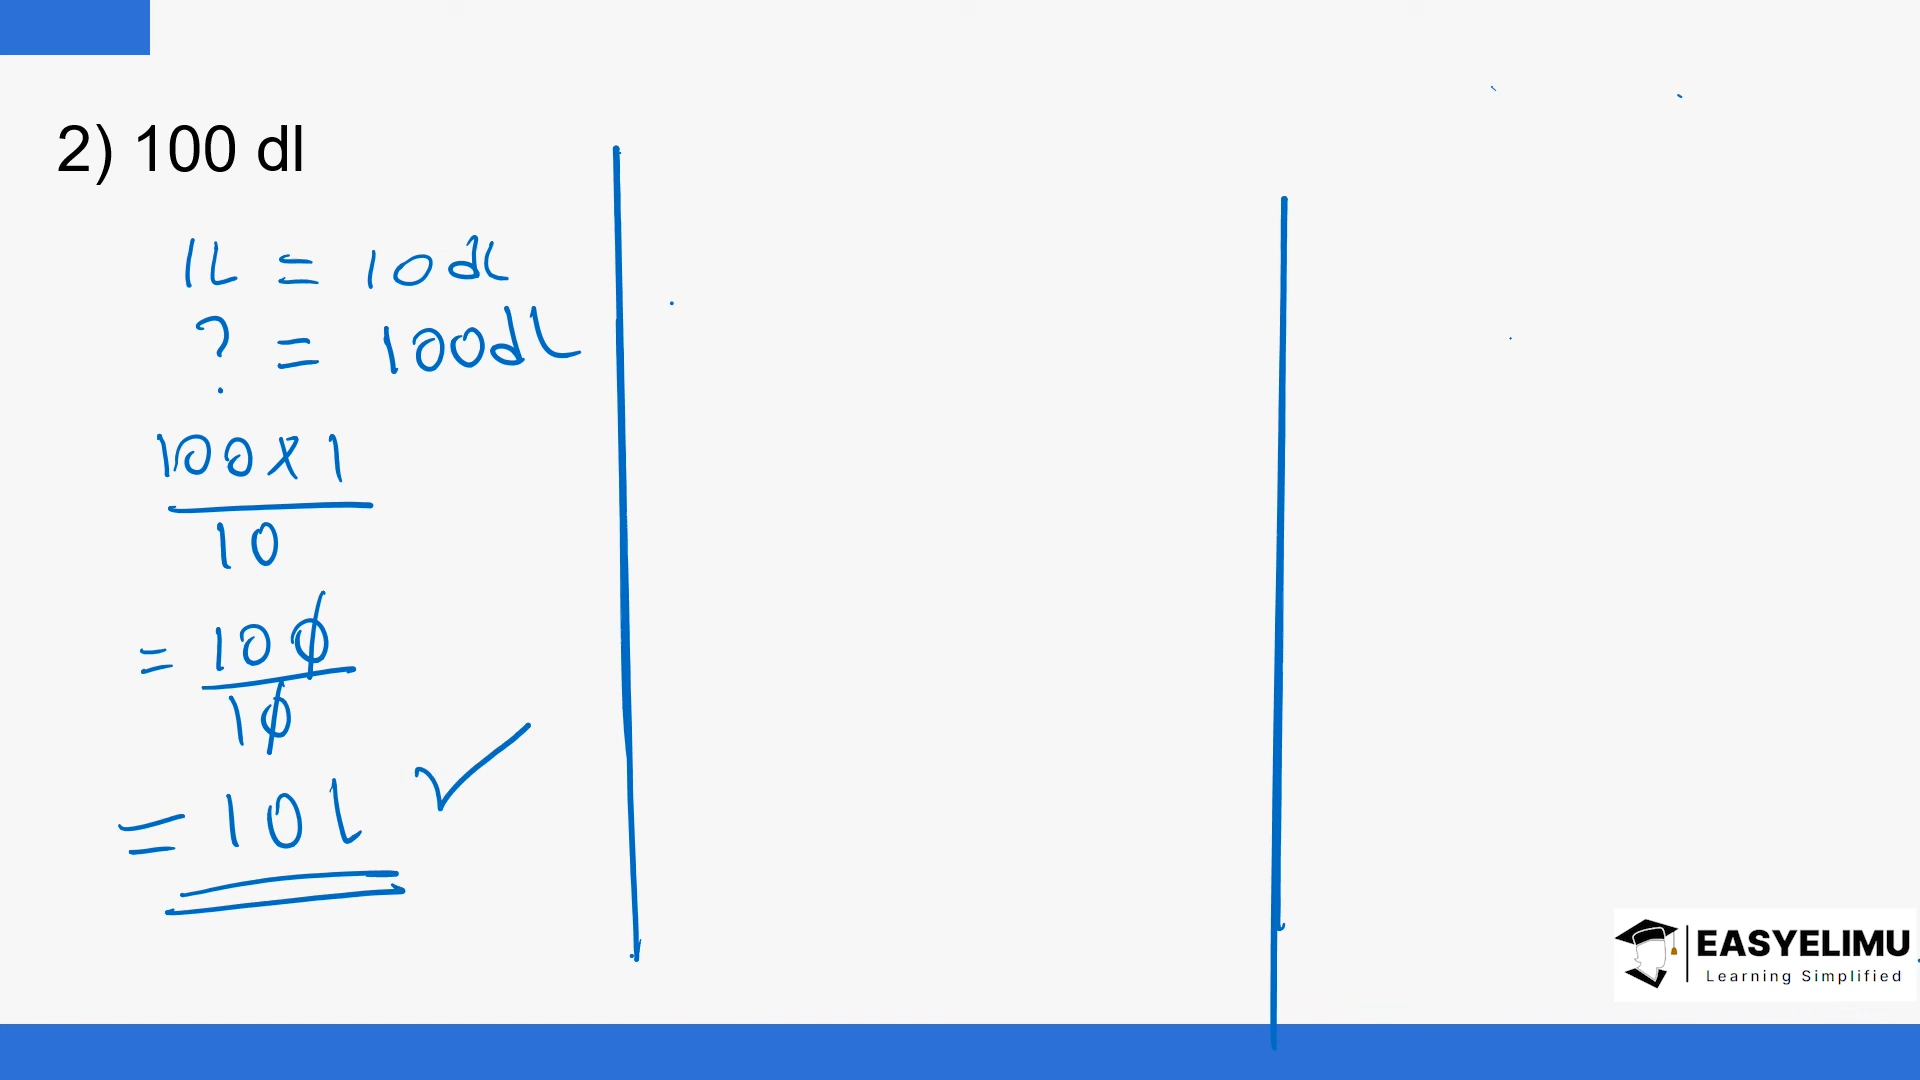 2) 100 dl
1L = 10dL
? = 100dL
100 x 1
10
= 100
10
= 10l
EASYELIMU
Learning Simplified